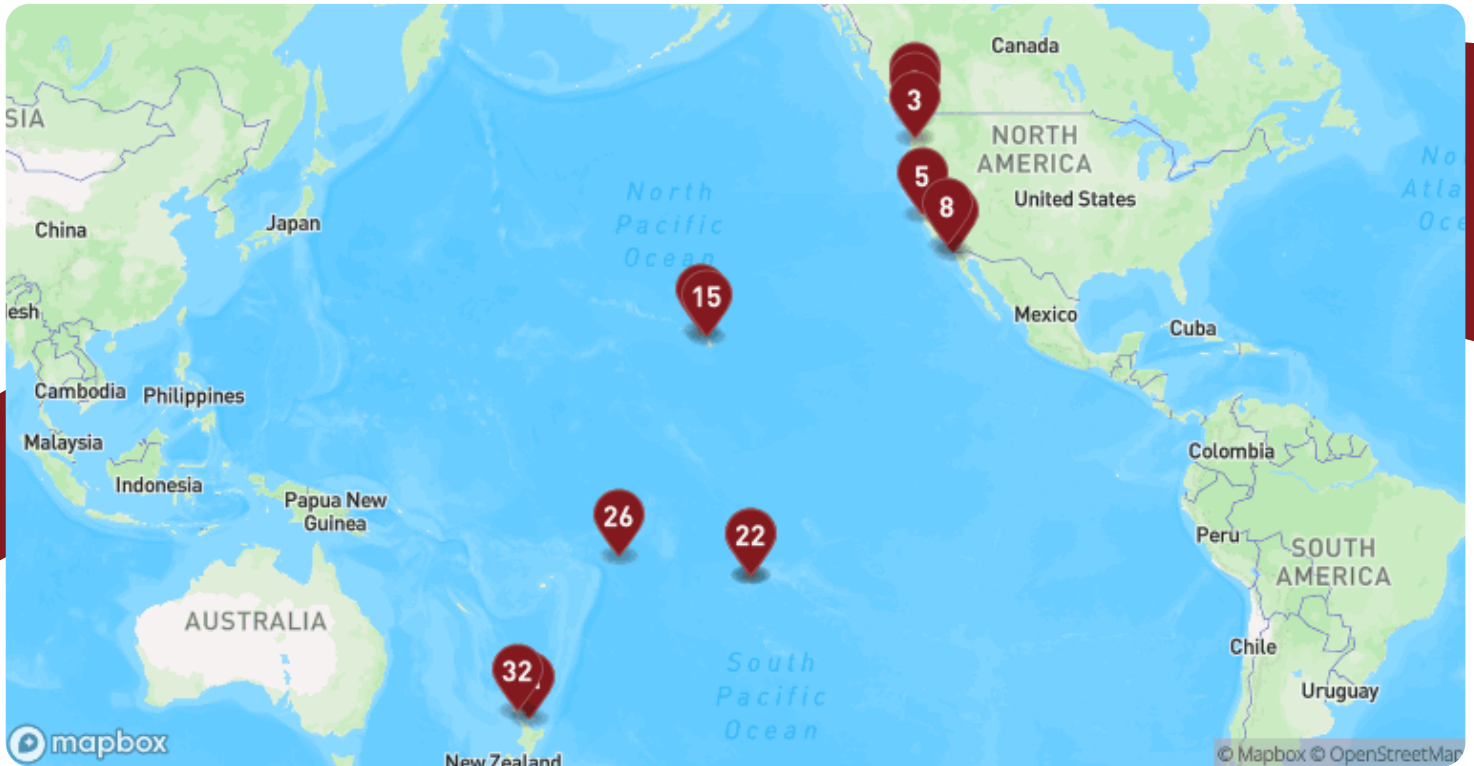 Canada
3
SIA
NORTH
AMERICA
No
Atla
Oce
5
United States
North
Pacific
Ocean
8
Japan
China
15
esh
Mexico
Cuba
Cambodia
Philippines
Malaysia
Colombia
Indonesia
Papua New
Guinea
26
22
Peru
SOUTH
AMERICA
AUSTRALIA
Chile
32
South
Pacific
Ocean
Uruguay
mapbox
New Zealand
© Mapbox © OpenStreetMap